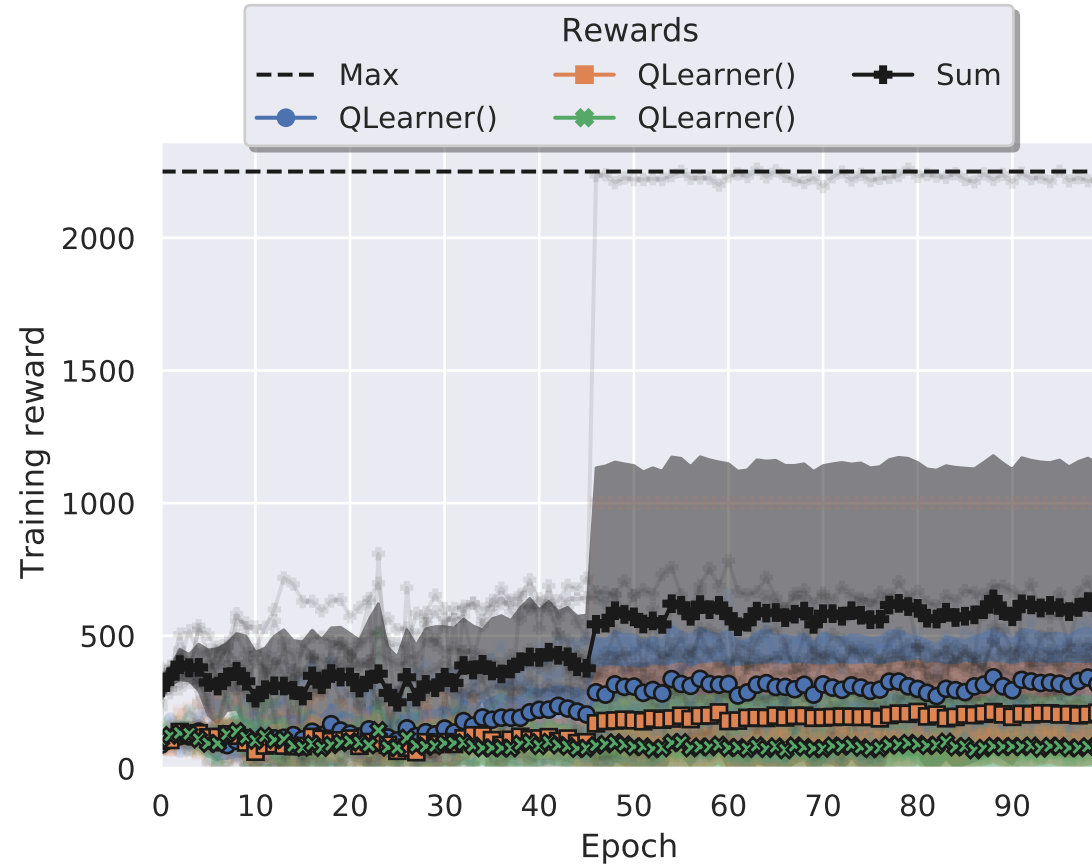 Rewards
Max QLearner() Sum
QLearner() QLearner()
2000
1500
1000
500
0
Training reward
0 10 20 30 40 50 60 70 80 90
Epoch